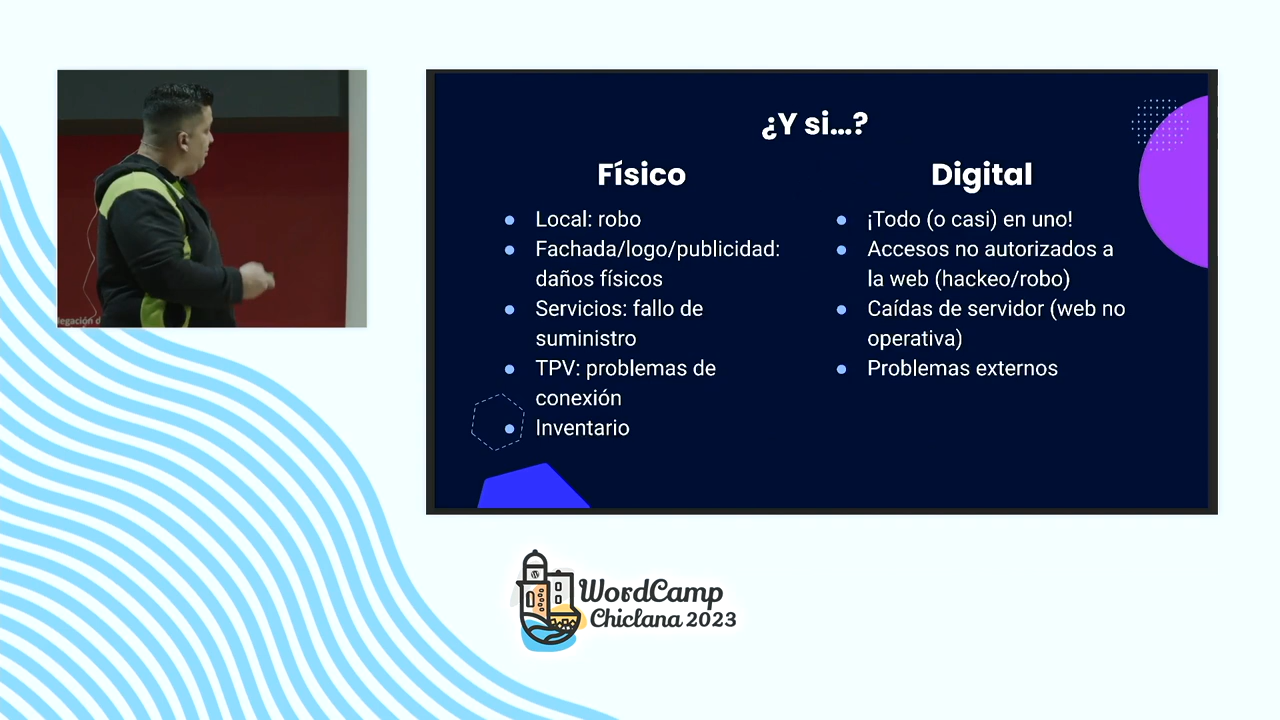 ¿Y si...?
Físico
Local: robo
Fachada/logo/publicidad:
daños físicos
Servicios: fallo de
suministro
TPV: problemas de
conexión
Inventario
Digital
¡Todo (o casi) en uno!
Accesos no autorizados a
la web (hackeo/robo)
Caídas de servidor (web no
operativa)
Problemas externos
legación d
WordCamp
Chiclana 2023